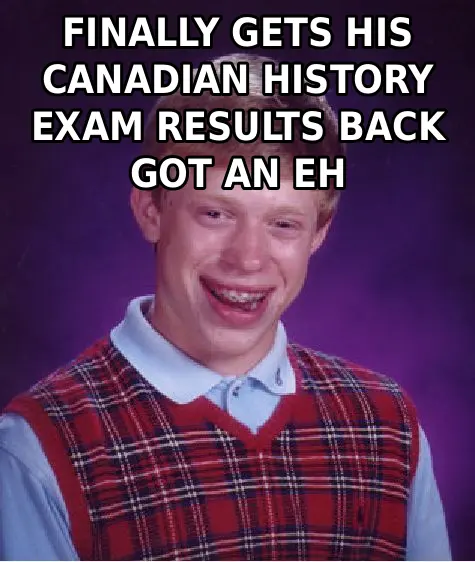 FINALLY GETS HIS
CANADIAN HISTORY
EXAM RESULTS BACK
GOT AN EH